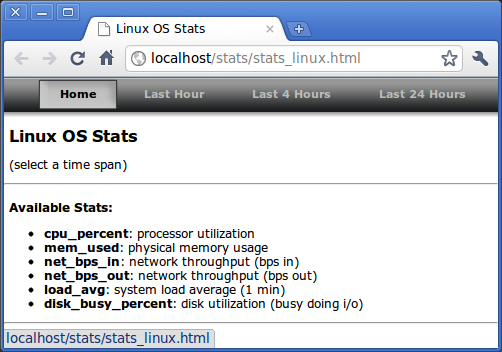 Linux OS Stats
localhost/stats/stats_linux.html
Home Last Hour Last 4 Hours Last 24 Hours
Linux OS Stats
(select a time span)
Available Stats:
• cpu_percent: processor utilization
• mem_used: physical memory usage
• net_bps_in: network throughput (bps in)
• net_bps_out: network throughput (bps out)
• load_avg: system load average (1 min)
• disk_busy_percent: disk utilization (busy doing i/o)
localhost/stats/stats_linux.html